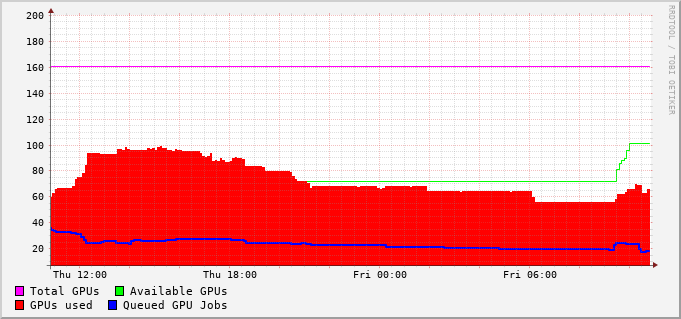 200
180
160
140
120
100
80
60
40
20
Thu 12:00 Thu 18:00 Fri 00:00 Fri 06:00
Total GPUs Available GPUs
GPUs used Queued GPU Jobs
RRDTOOL / TOBI OETIKER